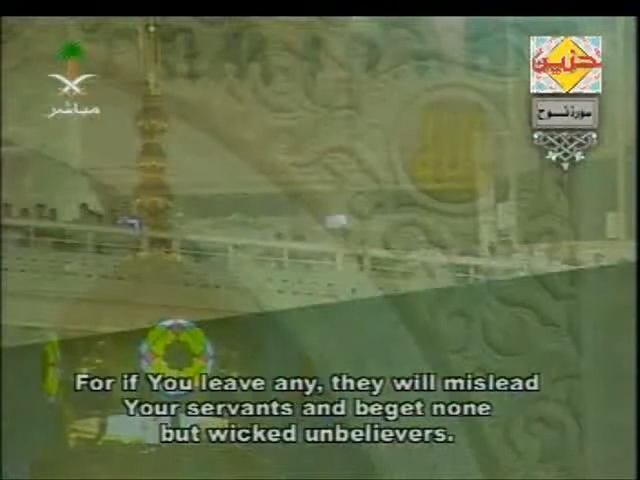 مباشر
حزين
سورة نوح
For if You leave any, they will mislead
Your servants and beget none
but wicked unbelievers.